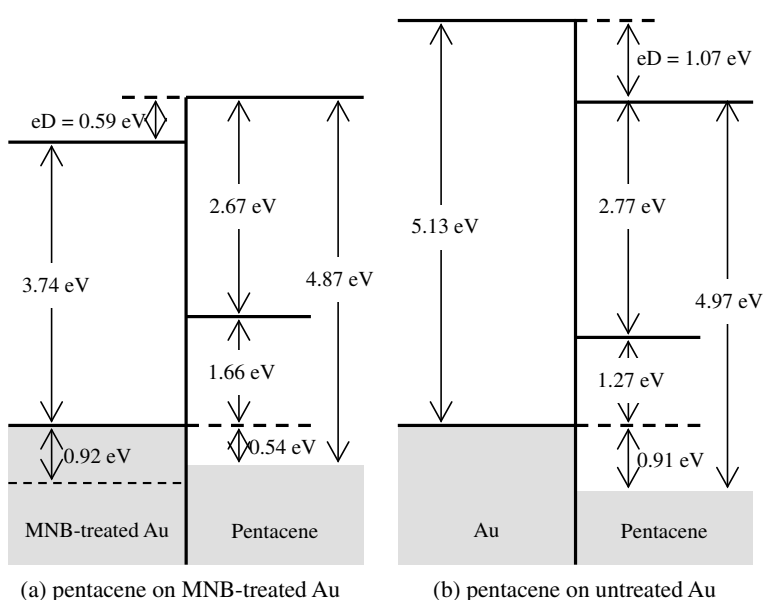 eD = 0.59 eV
2.67 eV
3.74 eV
4.87 eV
1.66 eV
0.92 eV
0.54 eV
MNB-treated Au
Pentacene
(a) pentacene on MNB-treated Au
eD = 1.07 eV
5.13 eV
2.77 eV
4.97 eV
1.27 eV
0.91 eV
Au
Pentacene
(b) pentacene on untreated Au